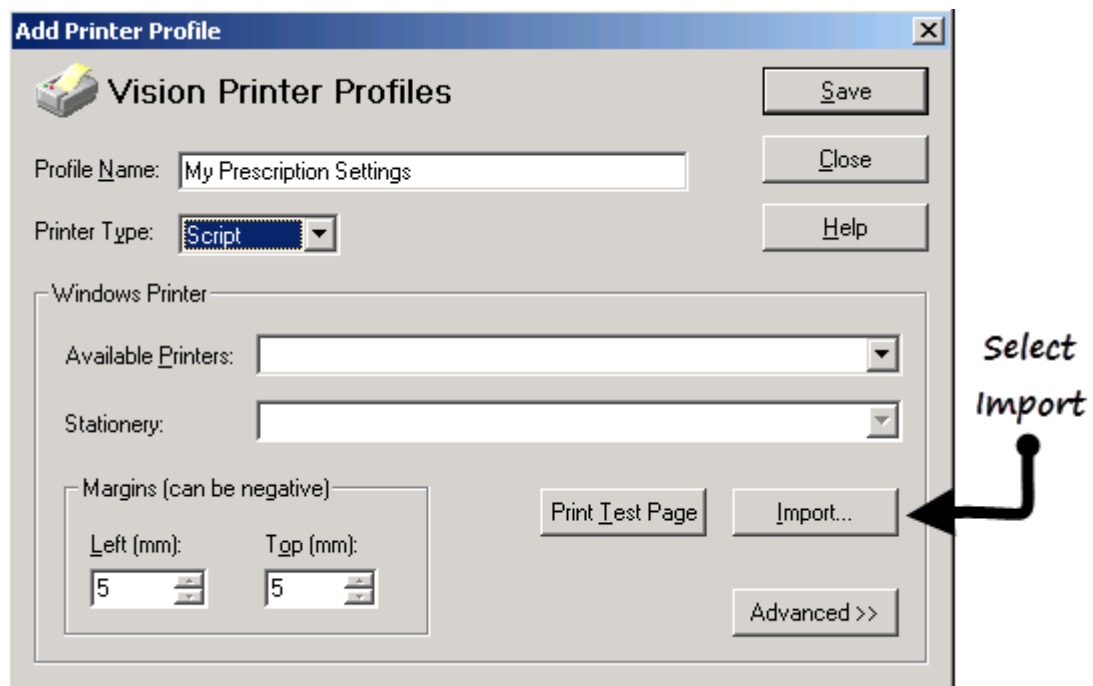 Add Printer Profile
Vision Printer Profiles
Save
Profile Name: My Prescription Settings
Close
Printer Type: Script
Help
Windows Printer
Available Printers:
Select
Import
Stationery:
Margins (can be negative)
Print Test Page
Import...
Left (mm): Top (mm):
5 5
Advanced >>